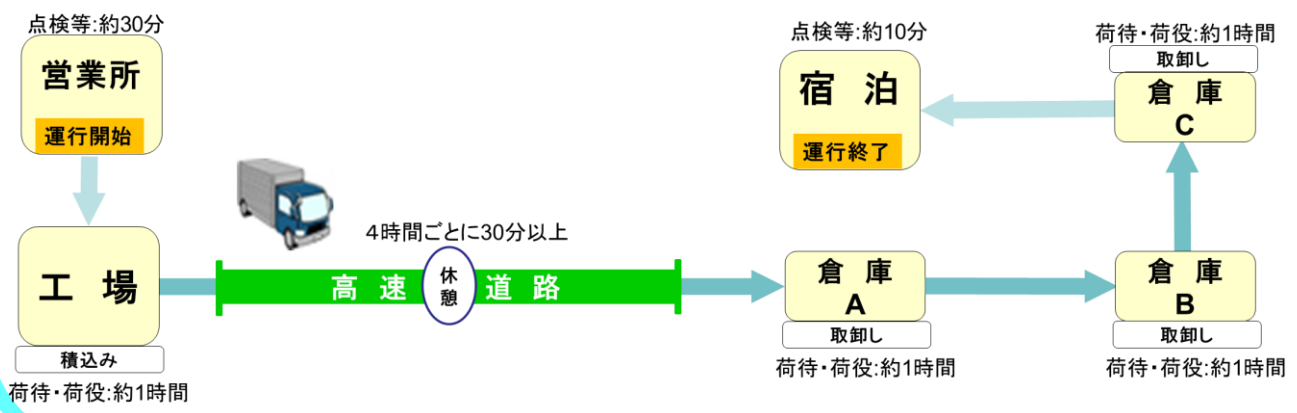 点検等:約30分
営業所
運行開始
工場
積込み
荷待・荷役:約1時間
4時間ごとに30分以上
高速
休憩
道路
倉庫
A
取卸し
荷待・荷役:約1時間
倉庫
B
取卸し
荷待・荷役:約1時間
荷待・荷役:約1時間
取卸し
倉庫
C
点検等:約10分
宿泊
運行終了